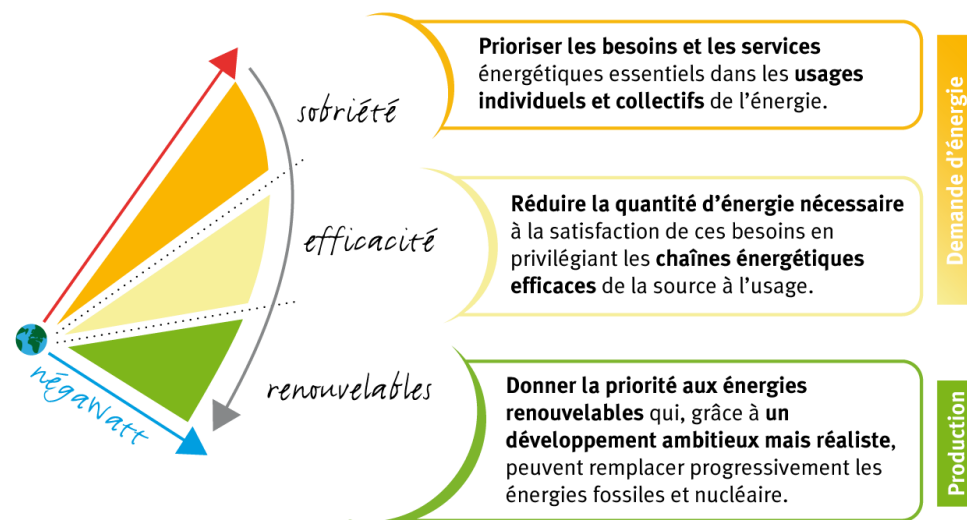 sobriété
Prioriser les besoins et les services
énergétiques essentiels dans les usages
individuels et collectifs de l’énergie.
efficacité
Réduire la quantité d’énergie nécessaire
à la satisfaction de ces besoins en
privilégiant les chaînes énergétiques
efficaces de la source à l’usage.
Demande d’énergie
négawatt
renouvelables
Donner la priorité aux énergies
renouvelables qui, grâce à un
développement ambitieux mais réaliste,
peuvent remplacer progressivement les
énergies fossiles et nucléaire.
Production